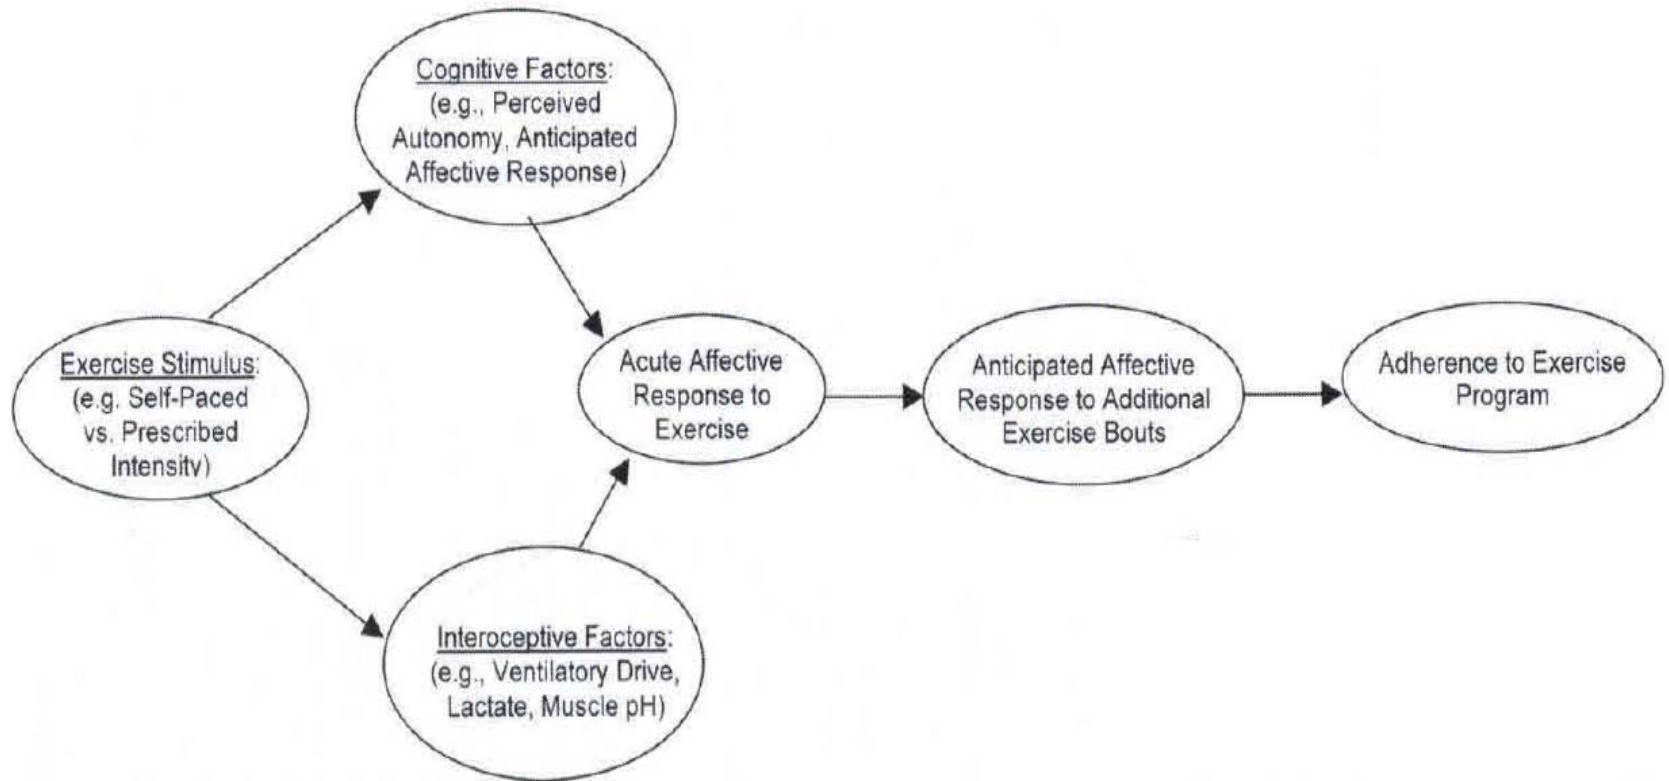 Cognitive Factors:
(e.g., Perceived
Autonomy, Anticipated
Affective Response)
Exercise Stimulus:
(e.g. Self-Paced
vs. Prescribed
Intensity)
Acute Affective
Response to
Exercise
Anticipated Affective
Response to Additional
Exercise Bouts
Adherence to Exercise
Program
Interoceptive Factors:
(e.g., Ventilatory Drive,
Lactate, Muscle pH)